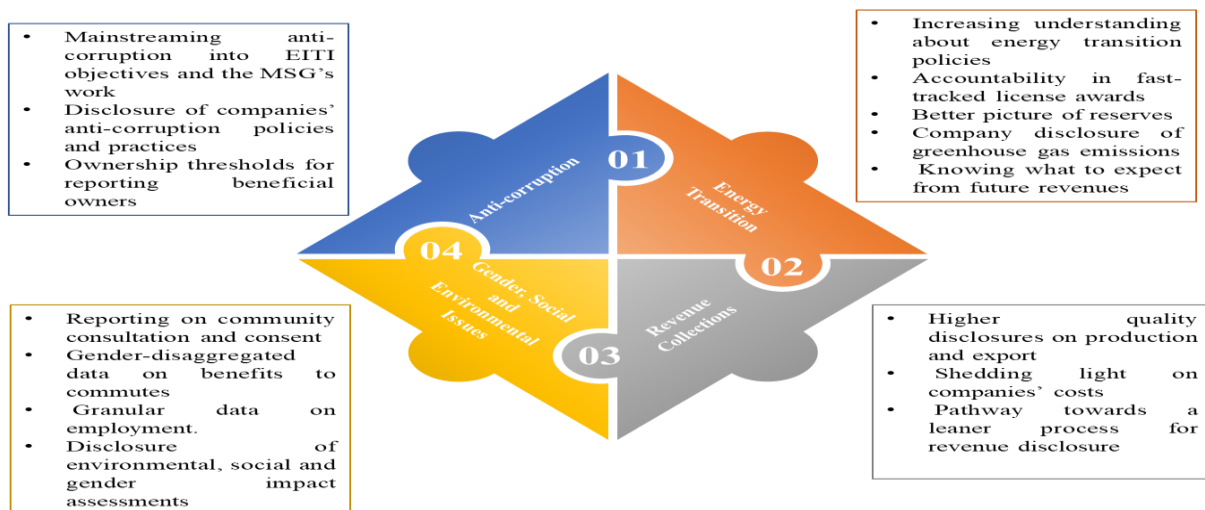 • Mainstreaming anti-
corruption into EITI
objectives and the MSG's
work
• Disclosure of companies'
anti-corruption policies
and practices
• Ownership thresholds for
reporting beneficial
owners
• Increasing understanding
about energy transition
policies
• Accountability in fast-
tracked license awards
• Better picture of reserves
• Company disclosure of
greenhouse gas emissions
• Knowing what to expect
from future revenues
01
Anti-corruption
Energy
Transition
04
02
Gender, Social
and
Environmental
Issues
Revenue
Collections
03
• Reporting on community
consultation and consent
• Gender-disaggregated
data on benefits to
commutes
• Granular data on
employment.
• Disclosure of
environmental, social and
gender impact
assessments
• Higher quality
disclosures on production
and export
• Shedding light on
companies' costs
• Pathway towards a
leaner process for
revenue disclosure